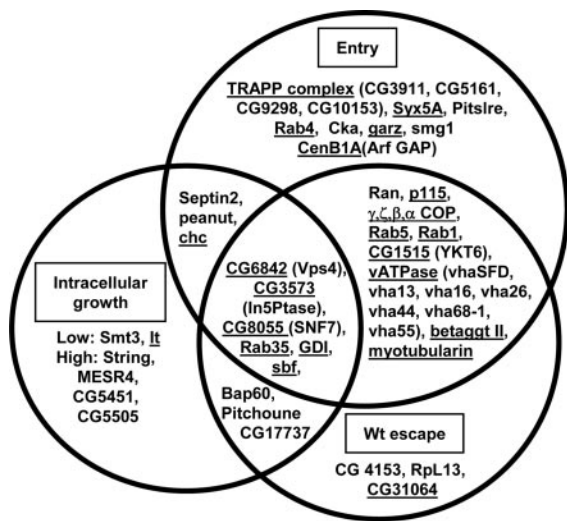 Entry
TRAPP complex (CG3911, CG5161,
CG9298, CG10153), Syx5A, Pitslre,
Rab4, Cka, garz, smg1
CenB1A(Arf GAP)
Septin2,
peanut,
chc
Ran, p115,
γ,ζ,β,α COP,
Rab5, Rab1,
CG1515 (YKT6),
vATPase (vhaSFD,
vha13, vha16, vha26,
vha44, vha68-1,
vha55), betaggt II,
myotubularin
CG6842 (Vps4),
CG3573
(In5Ptase),
CG8055 (SNF7),
Rab35, GDI,
sbf,
Intracellular
growth
Low: Smt3, lt
High: String,
MESR4,
CG5451,
CG5505
Bap60,
Pitchoune
CG17737
Wt escape
CG 4153, RpL13,
CG31064